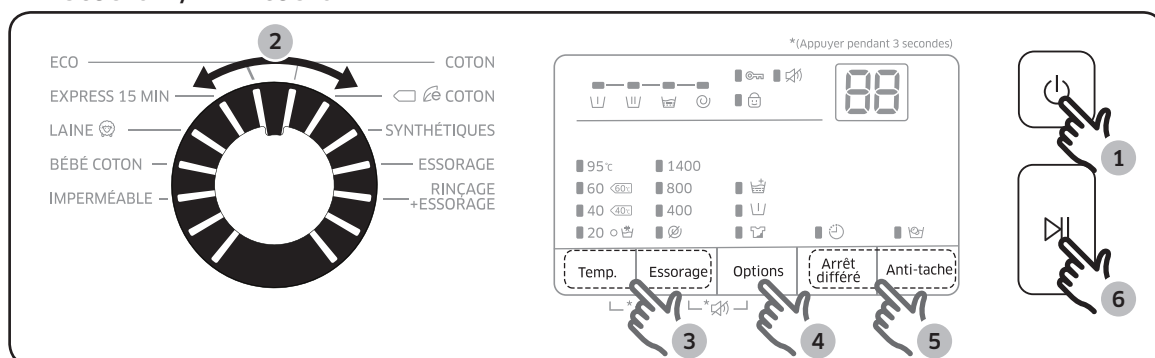 *(Appuyer pendant 3 secondes)
2
ECO
COTON
EXPRESS 15 MIN
e COTON
LAINE
SYNTHÉTIQUES
BÉBÉ COTON
ESSORAGE
IMPERMÉABLE
RINÇAGE
+ESSORAGE
88
95℃ 1400
60 60℃ 800
40 40℃ 400
20
Temp. Essorage Options Arrêt différé Anti-tache
* *
3
4
5
1
6